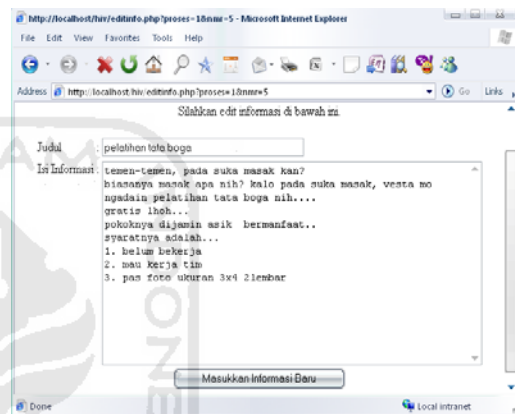 http://localhost/hiv/editinfo.php?proses=1&nmr=5 - Microsoft Internet Explorer
File Edit View Favorites Tools Help
Address http://localhost/hiv/editinfo.php?proses=1&nmr=5 Go Links
Silahkan edit informasi di bawah ini.
Judul : pelatihan tata boga
Isi Informasi : temen-temen, pada suka masak kan?
biasanya masak apa nih? kalo pada suka masak, vesta mo
ngadain pelatihan tata boga nih....
gratis lhoh...
pokoknya dijamin asik bermanfaat..
syaratnya adalah...
1. belum bekerja
2. mau kerja tim
3. pas foto ukuran 3x4 2lembar
Masukkan Informasi Baru
Done Local intranet